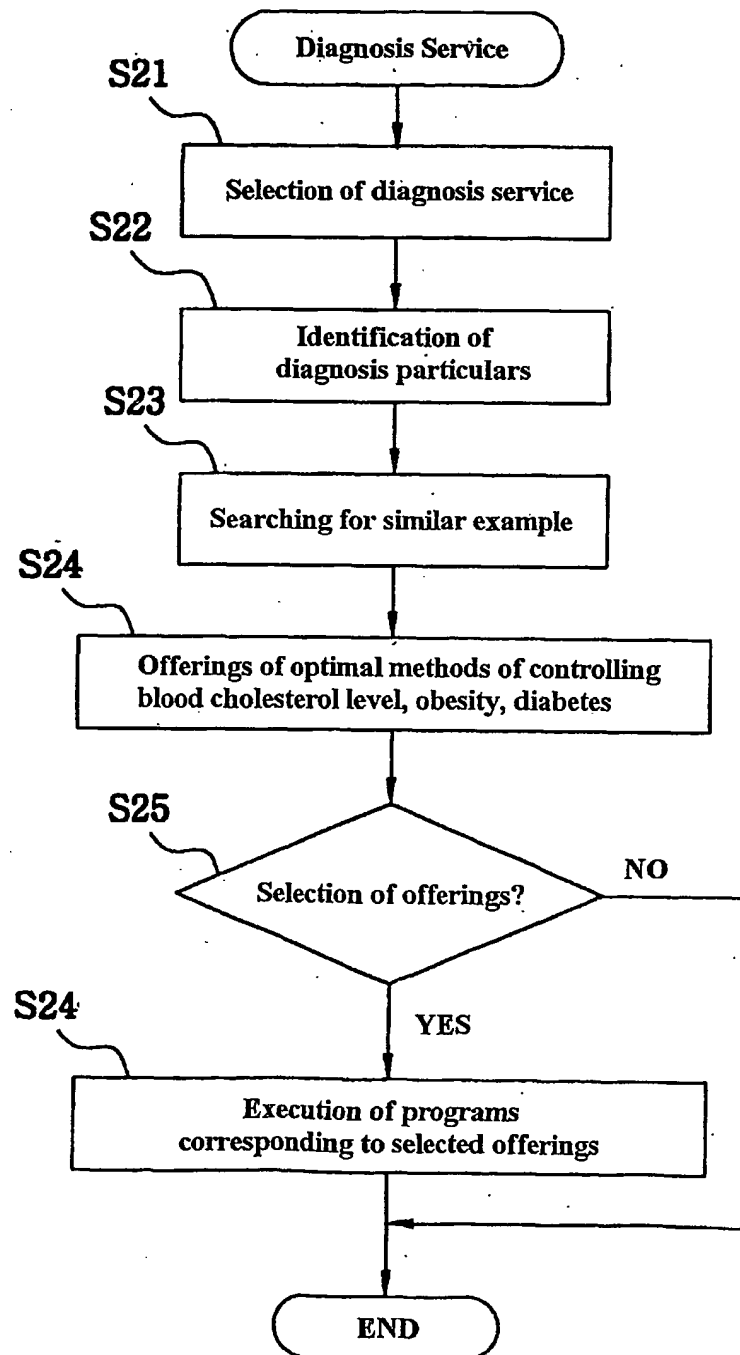 Diagnosis Service
S21
Selection of diagnosis service
S22
Identification of
diagnosis particulars
S23
Searching for similar example
S24
Offerings of optimal methods of controlling
blood cholesterol level, obesity, diabetes
S25
Selection of offerings?
NO
YES
S24
Execution of programs
corresponding to selected offerings
END